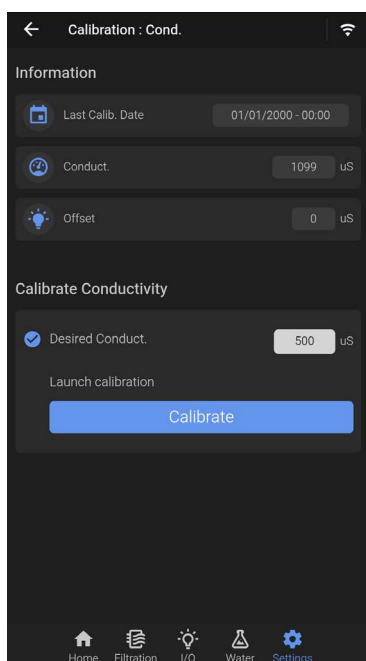 Calibration : Cond.
Information
Last Calib. Date 01/01/2000 - 00:00
Conduct. 1099 uS
Offset 0 uS
Calibrate Conductivity
Desired Conduct. 500 uS
Launch calibration
Calibrate
Home Filtration I/O Water Settings